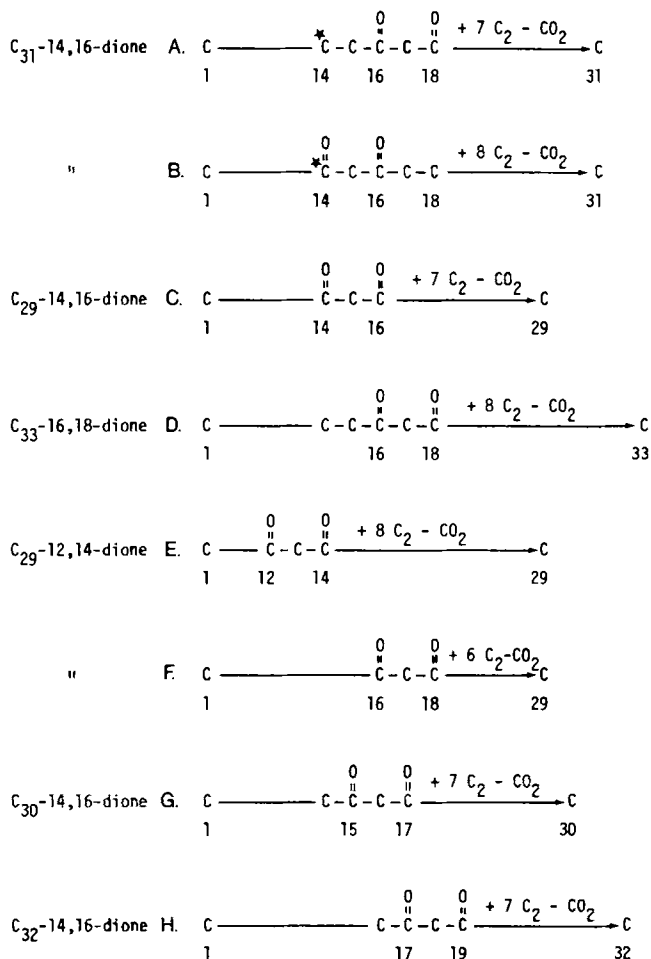 O O
C31-14,16-dione A. C ——— C - C - C - C - C + 7 C2 - CO2 → C
1 14 16 18 31
O O
" B. C ——— C - C - C - C - C + 8 C2 - CO2 → C
1 14 16 18 31
O O
C29-14,16-dione C. C ——— C - C - C + 7 C2 - CO2 → C
1 14 16 29
O O
C33-16,18-dione D. C ——— C - C - C - C - C + 8 C2 - CO2 → C
1 16 18 33
O O
C29-12,14-dione E. C ——— C - C - C + 8 C2 - CO2 → C
1 12 14 29
O O
" F. C ——— C - C - C + 6 C2-CO2 → C
1 16 18 29
O O
C30-14,16-dione G. C ——— C - C - C - C + 7 C2 - CO2 → C
1 15 17 30
O O
C32-14,16-dione H. C ——— C - C - C - C + 7 C2 - CO2 → C
1 17 19 32